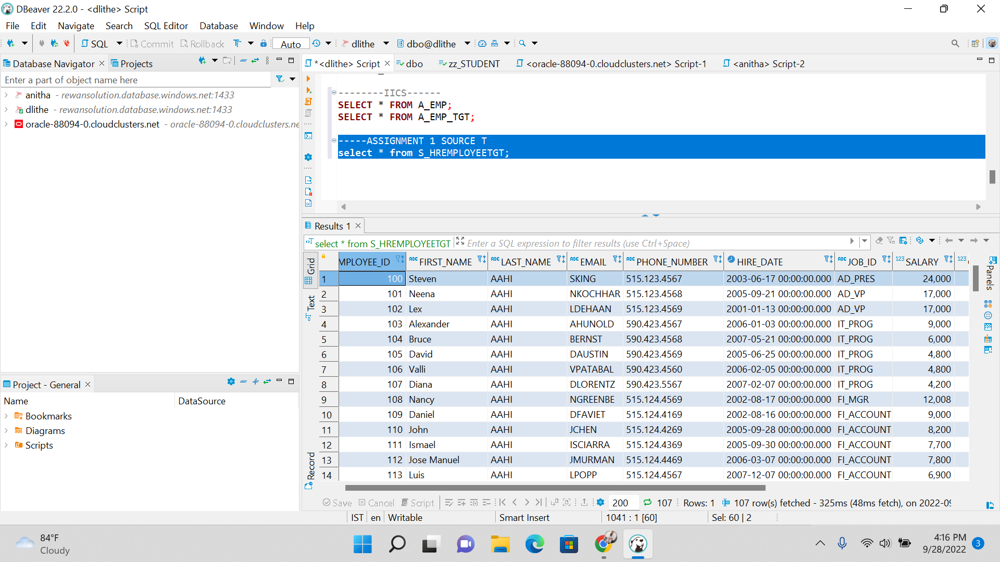 DBeaver 22.2.0 - <dlithe> Script
File Edit Navigate Search SQL Editor Database Window Help
SQL Commit Rollback Auto dlithe dbo@dlithe
Database Navigator Projects
Enter a part of object name here
anitha - rewansolution.database.windows.net:1433
dlithe - rewansolution.database.windows.net:1433
oracle-88094-0.cloudclusters.net - oracle-88094-0.cloudclusters.ne
Project - General
Name DataSource
Bookmarks
Diagrams
Scripts
*<dlithe> Script dbo zz_STUDENT <oracle-88094-0.cloudclusters.net> Script-1 <anitha> Script-2
--------IICS------
SELECT * FROM A_EMP;
SELECT * FROM A_EMP_TGT;
-----ASSIGNMENT 1 SOURCE T
select * from S_HREMPLOYEETGT;
Results 1
select * from S_HREMPLOYEETGT Enter a SQL expression to filter results (use Ctrl+Space)
Grid
Text
Record
Panels
MPLOYEE_ID ABC FIRST_NAME ABC LAST_NAME ABC EMAIL ABC PHONE_NUMBER HIRE_DATE ABC JOB_ID 123 SALARY 123
1 100 Steven AAHI SKING 515.123.4567 2003-06-17 00:00:00.000 AD_PRES 24,000
2 101 Neena AAHI NKOCHHAR 515.123.4568 2005-09-21 00:00:00.000 AD_VP 17,000
3 102 Lex AAHI LDEHAAN 515.123.4569 2001-01-13 00:00:00.000 AD_VP 17,000
4 103 Alexander AAHI AHUNOLD 590.423.4567 2006-01-03 00:00:00.000 IT_PROG 9,000
5 104 Bruce AAHI BERNST 590.423.4568 2007-05-21 00:00:00.000 IT_PROG 6,000
6 105 David AAHI DAUSTIN 590.423.4569 2005-06-25 00:00:00.000 IT_PROG 4,800
7 106 Valli AAHI VPATABAL 590.423.4560 2006-02-05 00:00:00.000 IT_PROG 4,800
8 107 Diana AAHI DLORENTZ 590.423.5567 2007-02-07 00:00:00.000 IT_PROG 4,200
9 108 Nancy AAHI NGREENBE 515.124.4569 2002-08-17 00:00:00.000 FI_MGR 12,008
10 109 Daniel AAHI DFAVIET 515.124.4169 2002-08-16 00:00:00.000 FI_ACCOUNT 9,000
11 110 John AAHI JCHEN 515.124.4269 2005-09-28 00:00:00.000 FI_ACCOUNT 8,200
12 111 Ismael AAHI ISCIARRA 515.124.4369 2005-09-30 00:00:00.000 FI_ACCOUNT 7,700
13 112 Jose Manuel AAHI JMURMAN 515.124.4469 2006-03-07 00:00:00.000 FI_ACCOUNT 7,800
14 113 Luis AAHI LPOPP 515.124.4567 2007-12-07 00:00:00.000 FI_ACCOUNT 6,900
Save Cancel Script 200 107 Rows: 1 107 row(s) fetched - 325ms (48ms fetch), on 2022-09
IST en Writable Smart Insert 1041 : 1 [60] Sel: 60 | 2
84°F
Cloudy
4:16 PM
9/28/2022
3